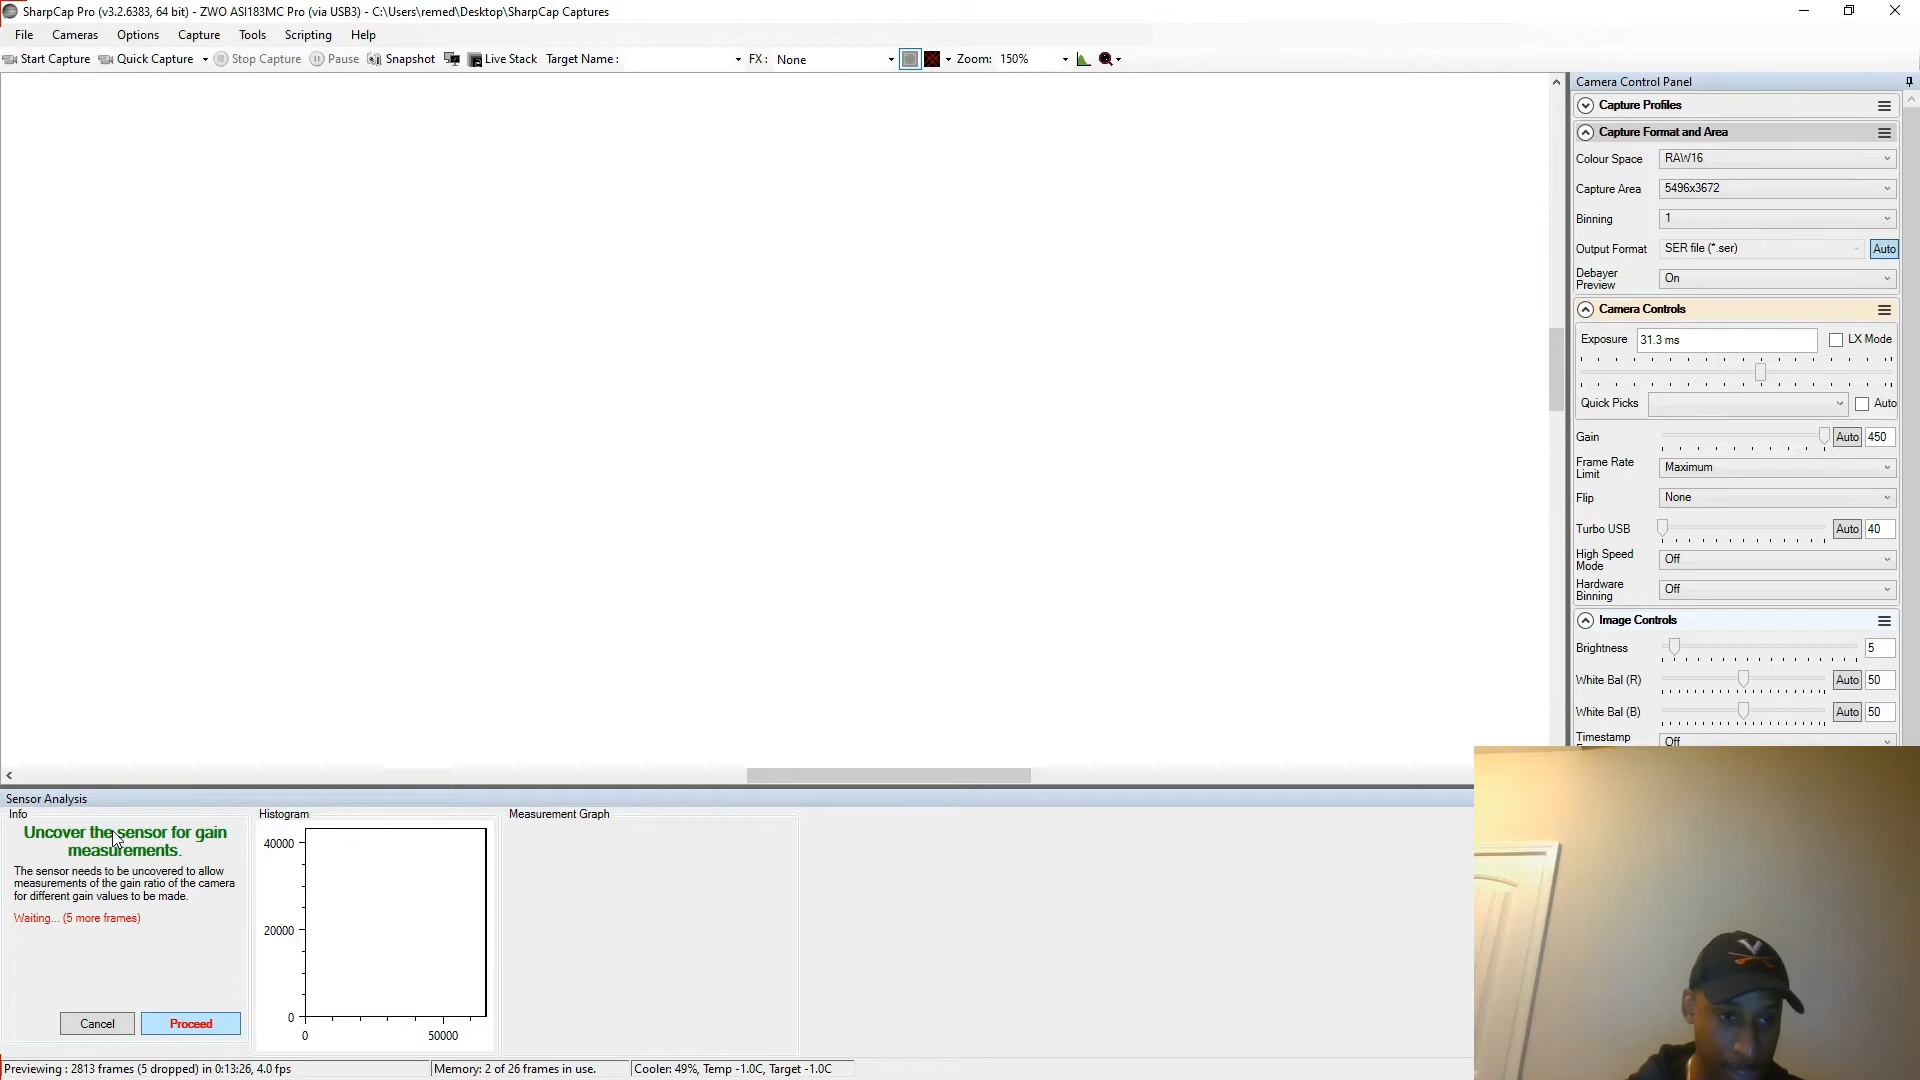 SharpCap Pro (v3.2.6383, 64 bit) - ZWO ASI183MC Pro (via USB3) - C:\Users\remed\Desktop\SharpCap Captures
File Cameras Options Capture Tools Scripting Help
Start Capture Quick Capture Stop Capture Pause Snapshot Live Stack Target Name : FX : None Zoom: 150%
Camera Control Panel
Capture Profiles
Capture Format and Area
Colour Space RAW16
Capture Area 5496x3672
Binning 1
Output Format SER file (*.ser) Auto
Debayer
Preview On
Camera Controls
Exposure 31.3 ms LX Mode
Quick Picks Auto
Gain Auto 450
Frame Rate
Limit Maximum
Flip None
Turbo USB Auto 40
High Speed
Mode Off
Hardware
Binning Off
Image Controls
Brightness 5
White Bal (R) Auto 50
White Bal (B) Auto 50
Timestamp Off
Sensor Analysis
Info
Uncover the sensor for gain
measurements.
The sensor needs to be uncovered to allow
measurements of the gain ratio of the camera
for different gain values to be made.
Waiting... (5 more frames)
Cancel Proceed
Histogram
40000
20000
0
0 50000
Measurement Graph
Previewing : 2813 frames (5 dropped) in 0:13:26, 4.0 fps Memory: 2 of 26 frames in use. Cooler: 49%, Temp -1.0C, Target -1.0C